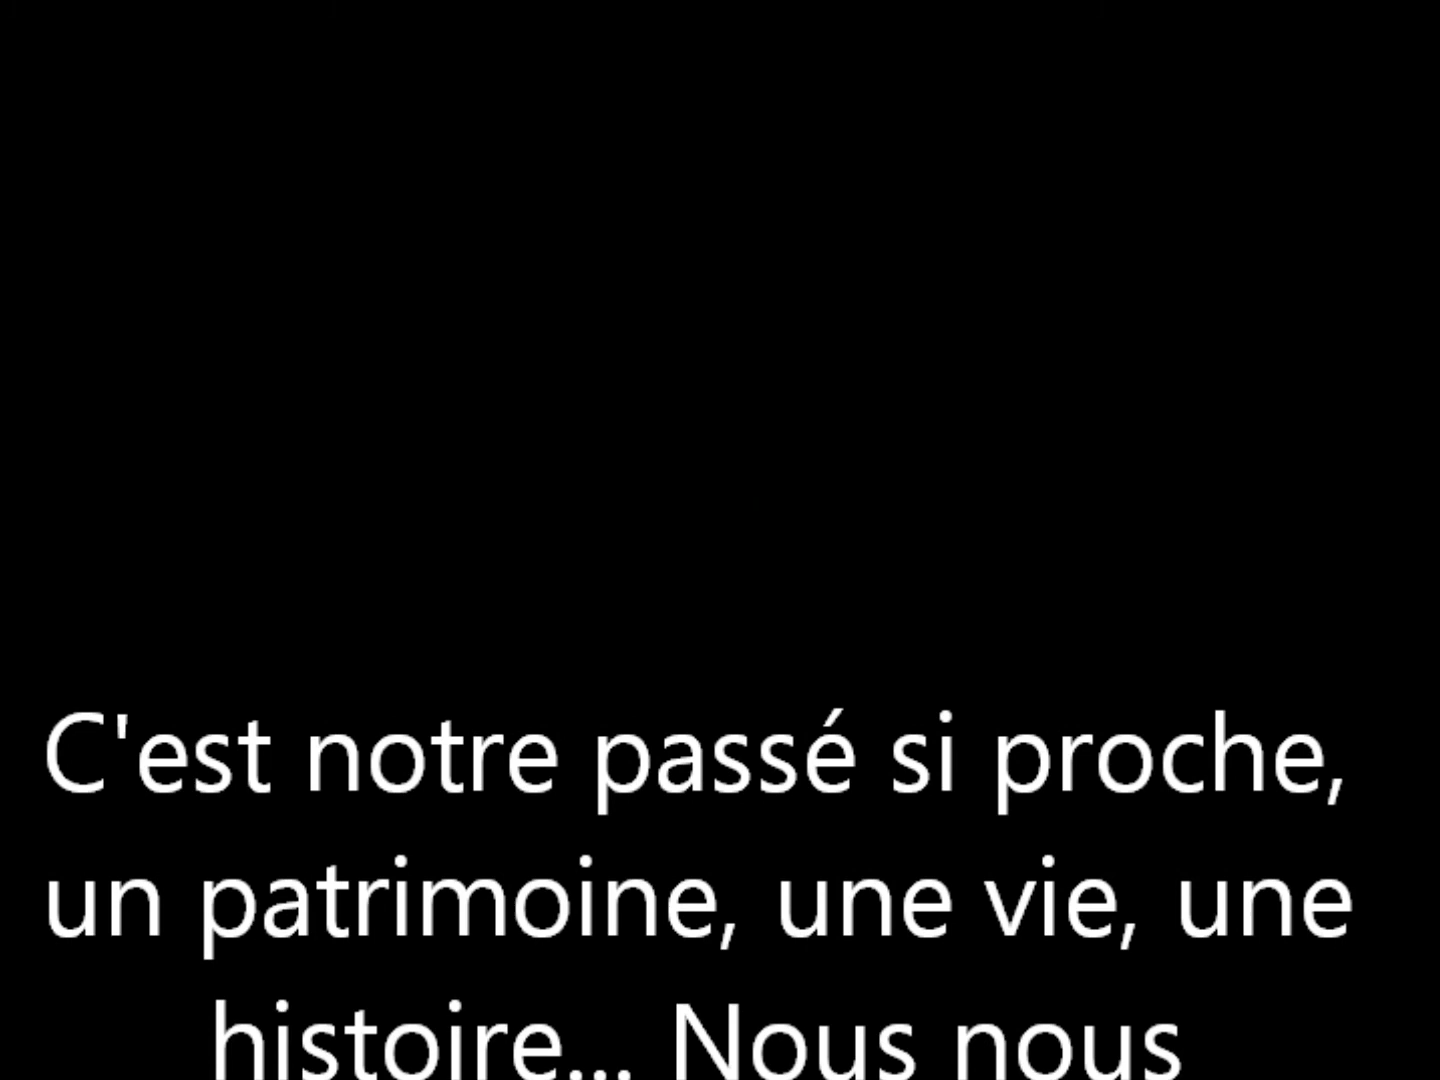 C'est notre passé si proche,
un patrimoine, une vie, une
histoire... Nous nous